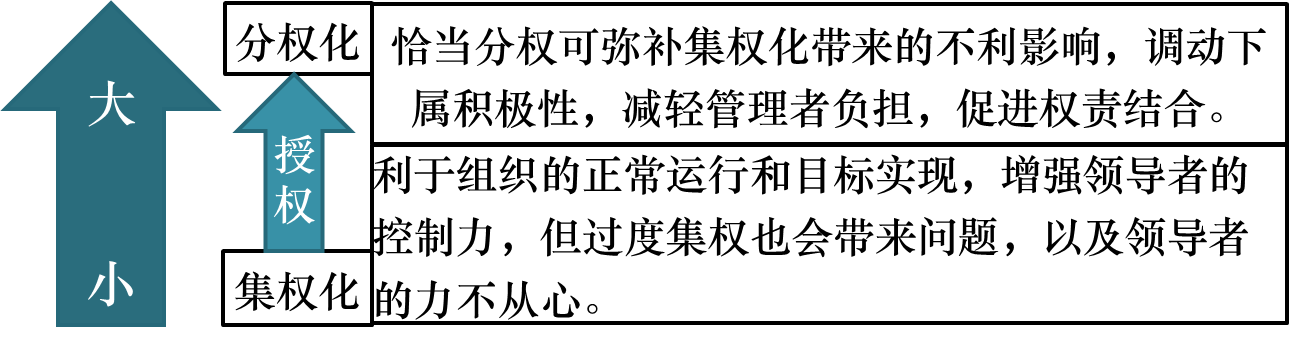 大
小
分权化
授
权
集权化
恰当分权可弥补集权化带来的不利影响，调动下
属积极性，减轻管理者负担，促进权责结合。
利于组织的正常运行和目标实现，增强领导者的
控制力，但过度集权也会带来问题，以及领导者
的力不从心。